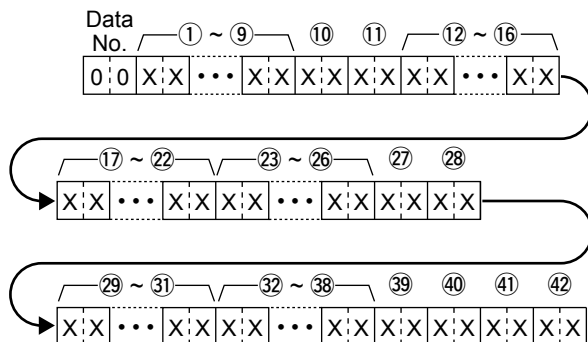 Data
No.
① ~ ⑨ ⑩ ⑪ ⑫ ~ ⑯
0 0 X X ••• X X X X X X X X ••• X X
⑰ ~ ㉒ ㉓ ~ ㉖ ㉗ ㉘
X X ••• X X X X ••• X X X X X X
㉙ ~ ㉛ ㉜ ~ ㊳ ㊴ ㊵ ㊶ ㊷
X X ••• X X X X ••• X X X X X X X X X X